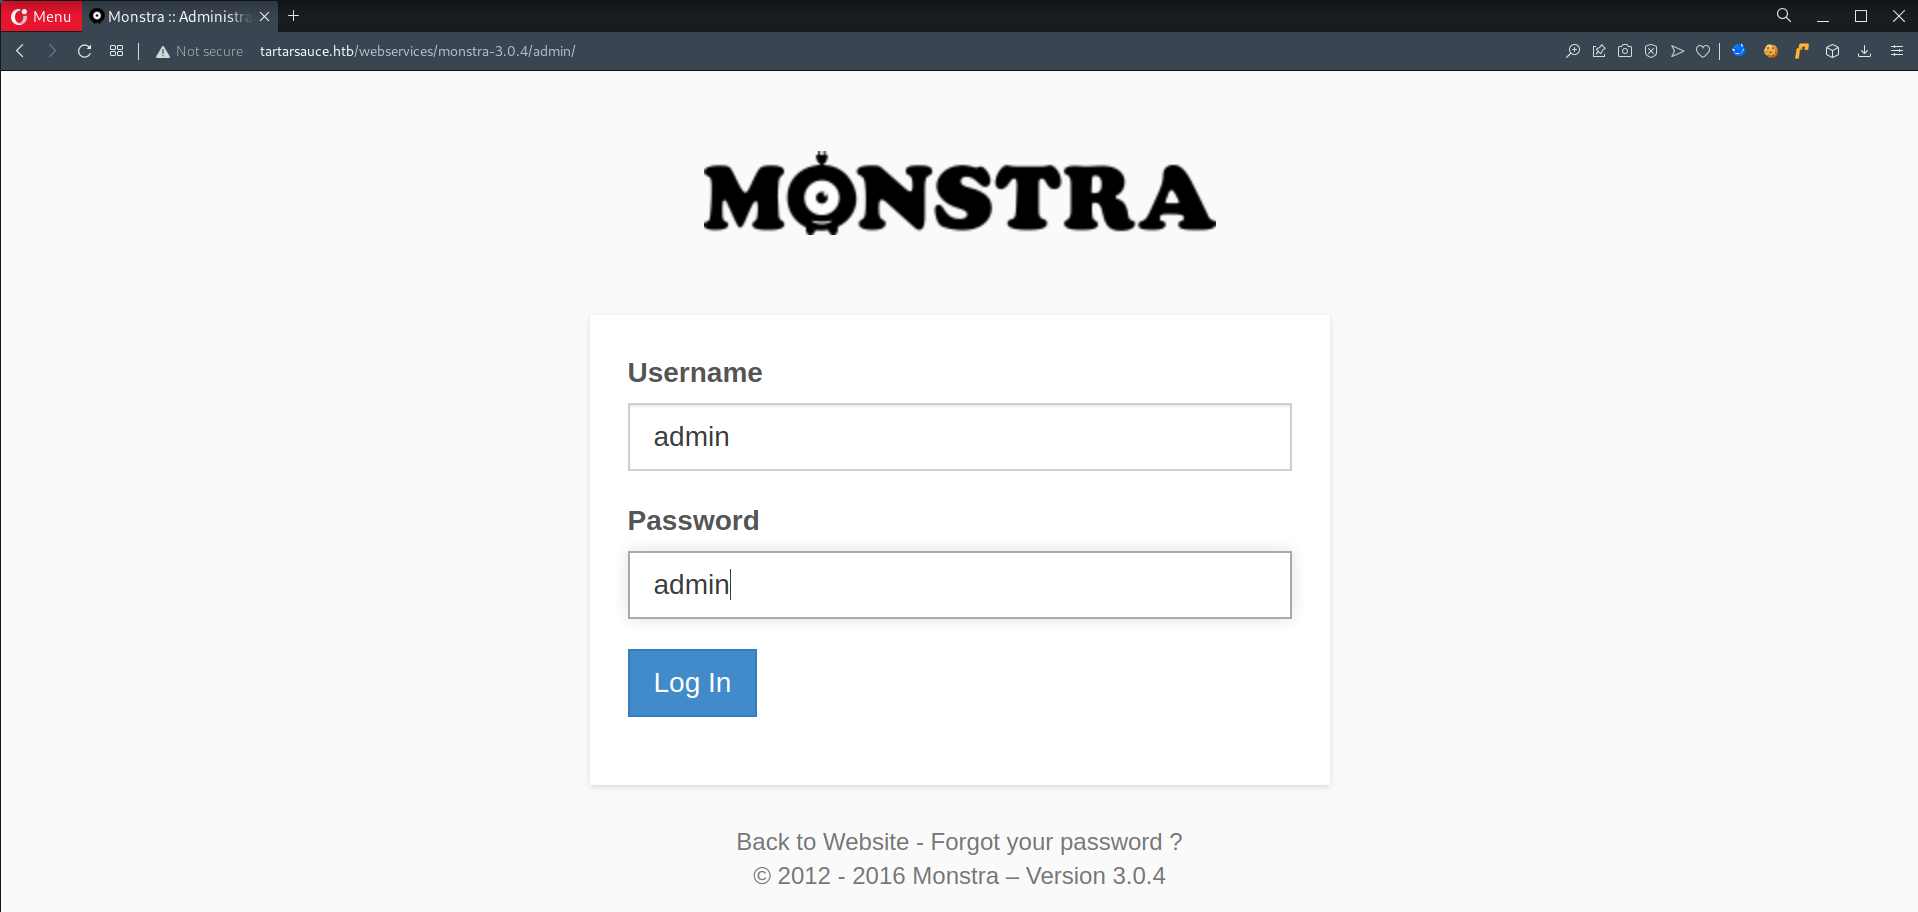 Menu
Monstra :: Administra
Not secure
tartarsauce.htb/webservices/monstra-3.0.4/admin/
MONSTRA
Username
admin
Password
admin
Log In
Back to Website - Forgot your password ?
© 2012 - 2016 Monstra – Version 3.0.4